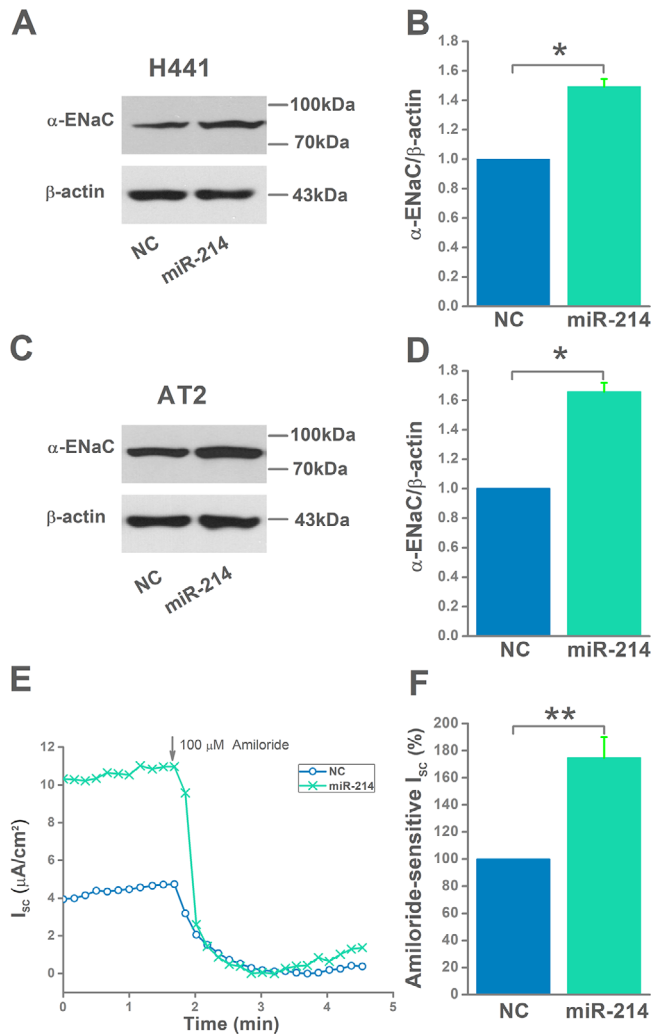 A
H441
α-ENaC
100kDa
70kDa
β-actin
43kDa
NC
miR-214
B
α-ENaC/β-actin
1.8
1.6
1.4
1.2
1.0
0.8
0.6
0.4
0.2
0.0
*
NC
miR-214
C
AT2
α-ENaC
100kDa
70kDa
β-actin
43kDa
NC
miR-214
D
α-ENaC/β-actin
1.8
1.6
1.4
1.2
1.0
0.8
0.6
0.4
0.2
0.0
*
NC
miR-214
E
Isc (μA/cm²)
12
10
8
6
4
2
0
100 μM Amiloride
NC
miR-214
0
1
2
3
4
5
Time (min)
F
Amiloride-sensitive Isc (%)
200
180
160
140
120
100
80
60
40
20
0
**
NC
miR-214